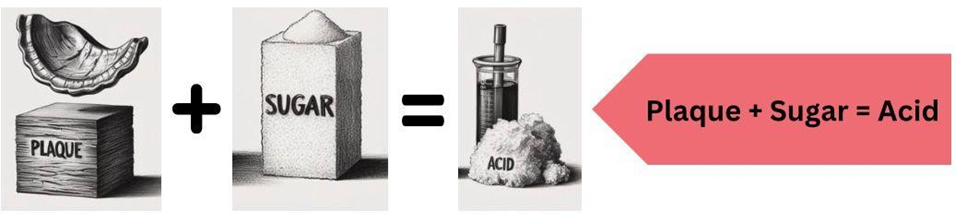 PLAQUE
+
SUGAR
=
ACID
Plaque + Sugar = Acid